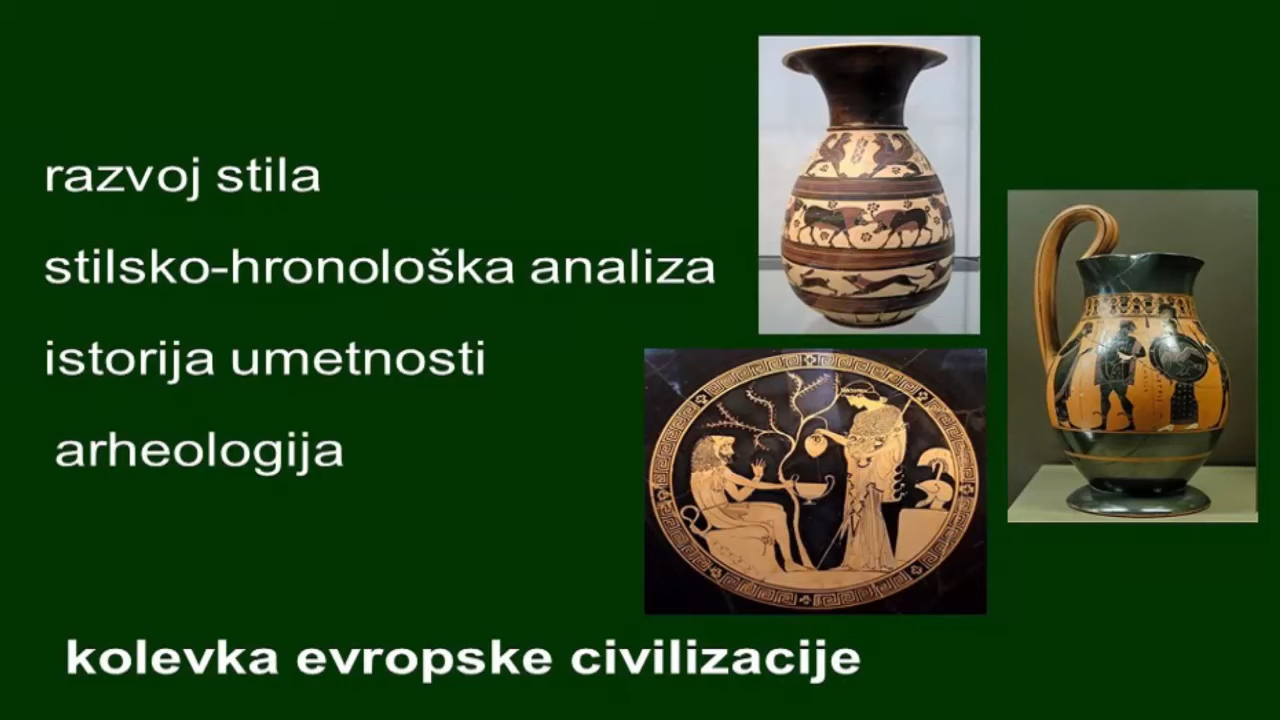 razvoj stila
stilsko-hronološka analiza
istorija umetnosti
arheologija
kolevka evropske civilizacije